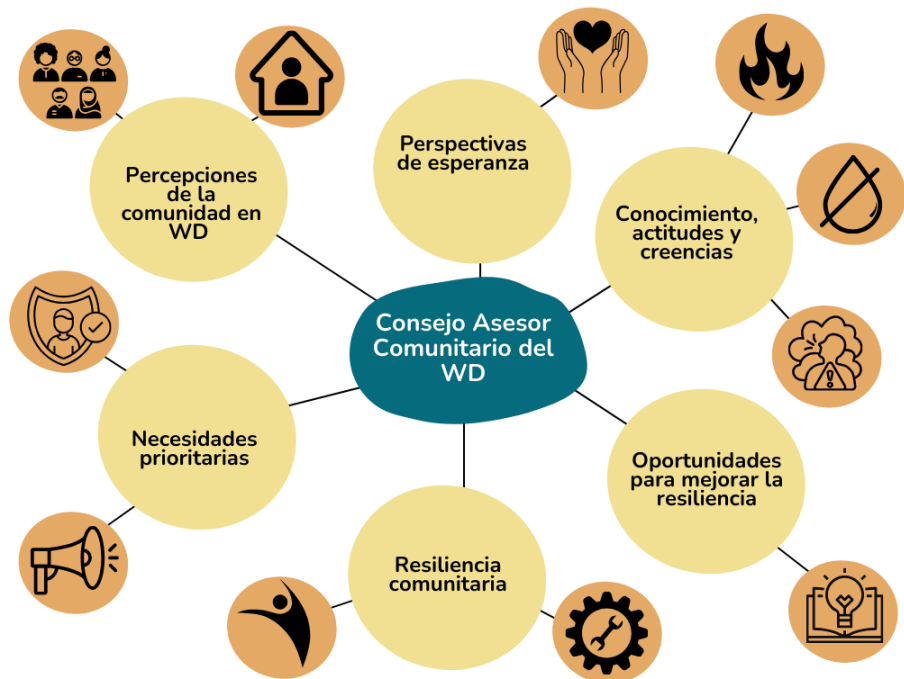 Percepciones
de la
comunidad en
WD
Perspectivas
de esperanza
Conocimiento,
actitudes y
creencias
Consejo Asesor
Comunitario del
WD
Necesidades
prioritarias
Oportunidades
para mejorar la
resiliencia
Resiliencia
comunitaria